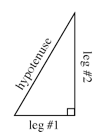 hypotenuse
leg #2
leg #1